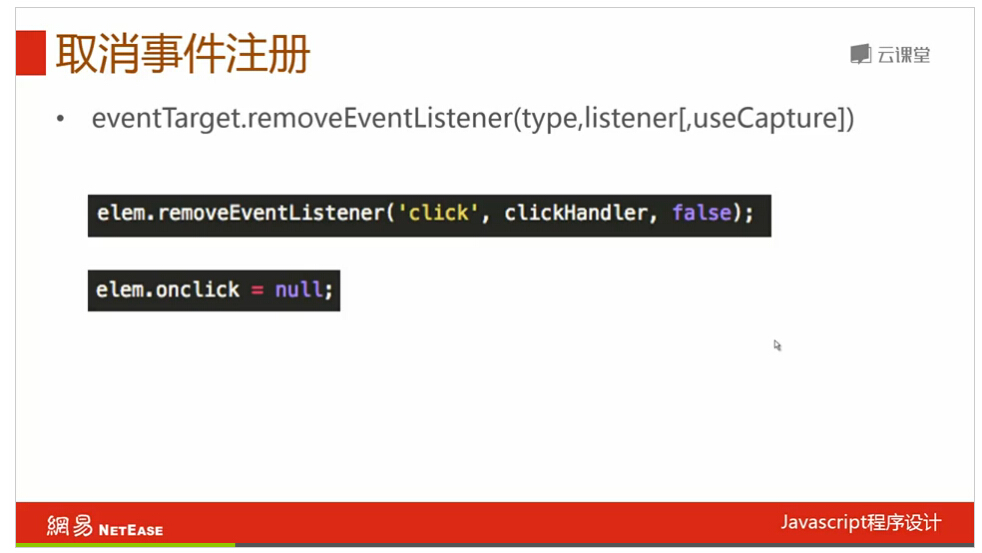 取消事件注册
云课堂
• eventTarget.removeEventListener(type,listener[,useCapture])
elem.removeEventListener('click', clickHandler, false);
elem.onclick = null;
網易 NETEASE
Javascript程序设计